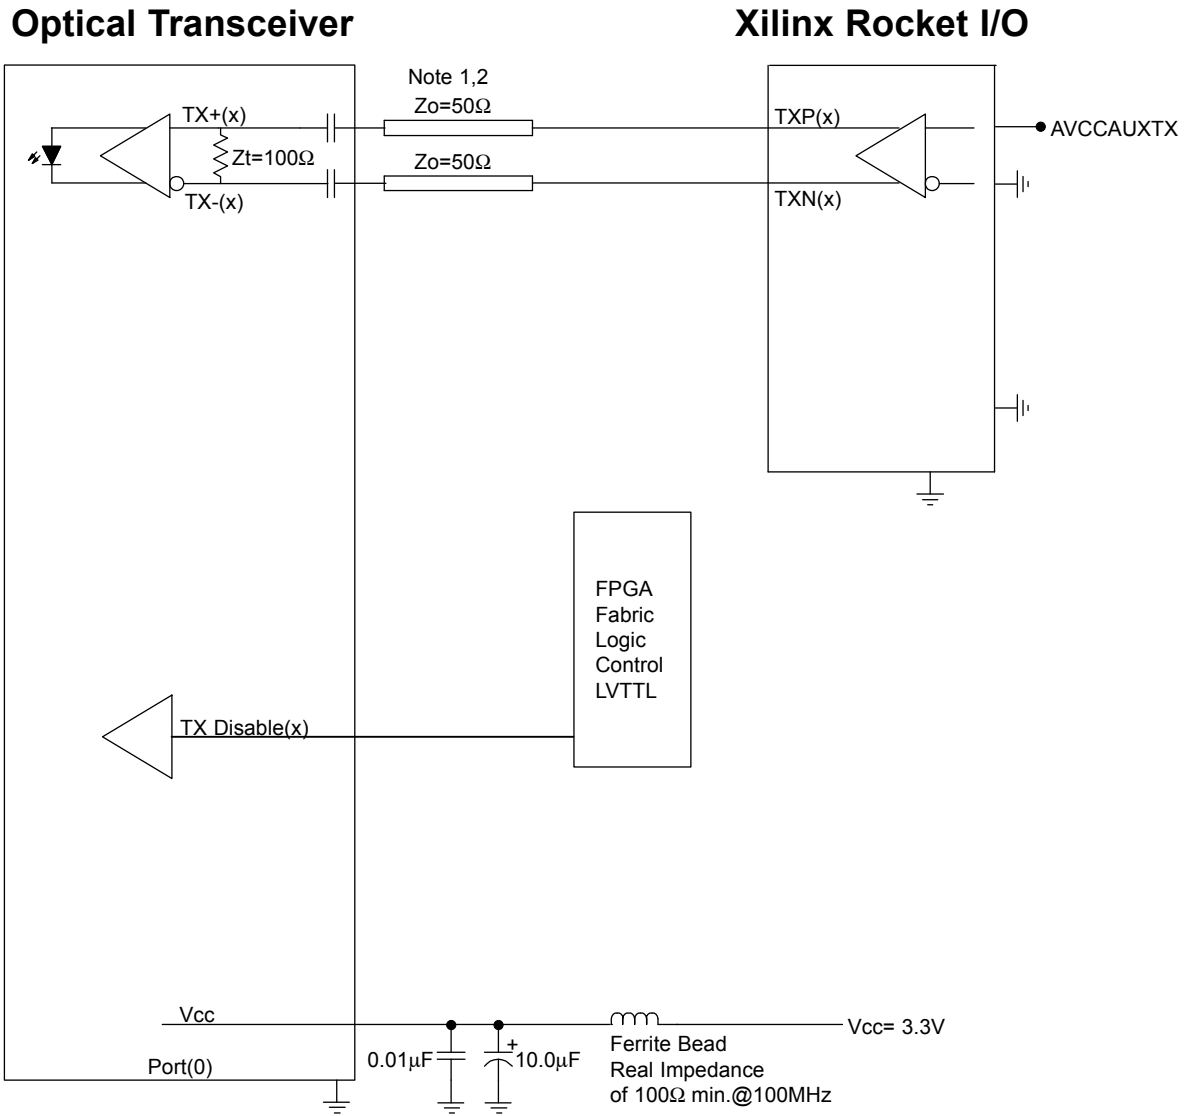 Optical Transceiver
Xilinx Rocket I/O
Note 1,2
Zo=50Ω
TX+(x)
TXP(x)
AVCCAUXTX
Zt=100Ω
Zo=50Ω
TX-(x)
TXN(x)
FPGA
Fabric
Logic
Control
LVTTL
TX Disable(x)
Vcc
Vcc= 3.3V
+
0.01µF
10.0µF
Ferrite Bead
Real Impedance
of 100Ω min.@100MHz
Port(0)